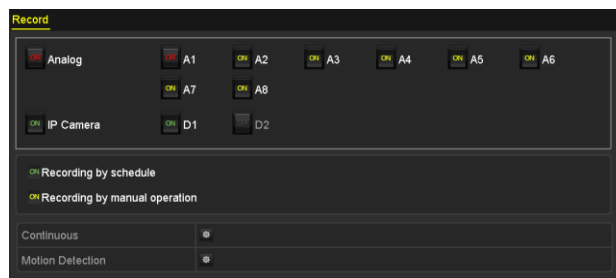 Record
OFF Analog OFF A1 ON A2 ON A3 ON A4 ON A5 ON A6
ON A7 ON A8
ON IP Camera ON D1 D2
ON Recording by schedule
ON Recording by manual operation
Continuous
Motion Detection